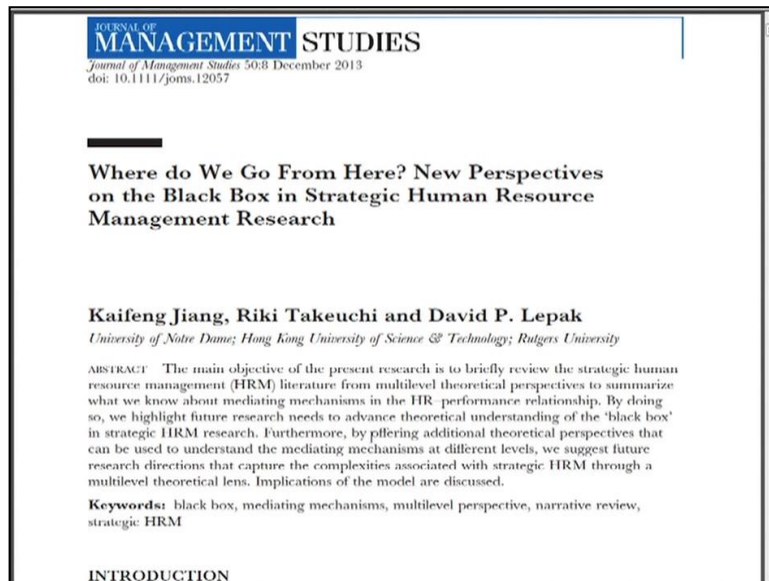 JOURNAL OF
MANAGEMENT STUDIES
Journal of Management Studies 50:8 December 2013
doi: 10.1111/joms.12057
Where do We Go From Here? New Perspectives
on the Black Box in Strategic Human Resource
Management Research
Kaifeng Jiang, Riki Takeuchi and David P. Lepak
University of Notre Dame; Hong Kong University of Science & Technology; Rutgers University
ABSTRACT The main objective of the present research is to briefly review the strategic human
resource management (HRM) literature from multilevel theoretical perspectives to summarize
what we know about mediating mechanisms in the HR–performance relationship. By doing
so, we highlight future research needs to advance theoretical understanding of the ‘black box’
in strategic HRM research. Furthermore, by offering additional theoretical perspectives that
can be used to understand the mediating mechanisms at different levels, we suggest future
research directions that capture the complexities associated with strategic HRM through a
multilevel theoretical lens. Implications of the model are discussed.
Keywords: black box, mediating mechanisms, multilevel perspective, narrative review,
strategic HRM
INTRODUCTION